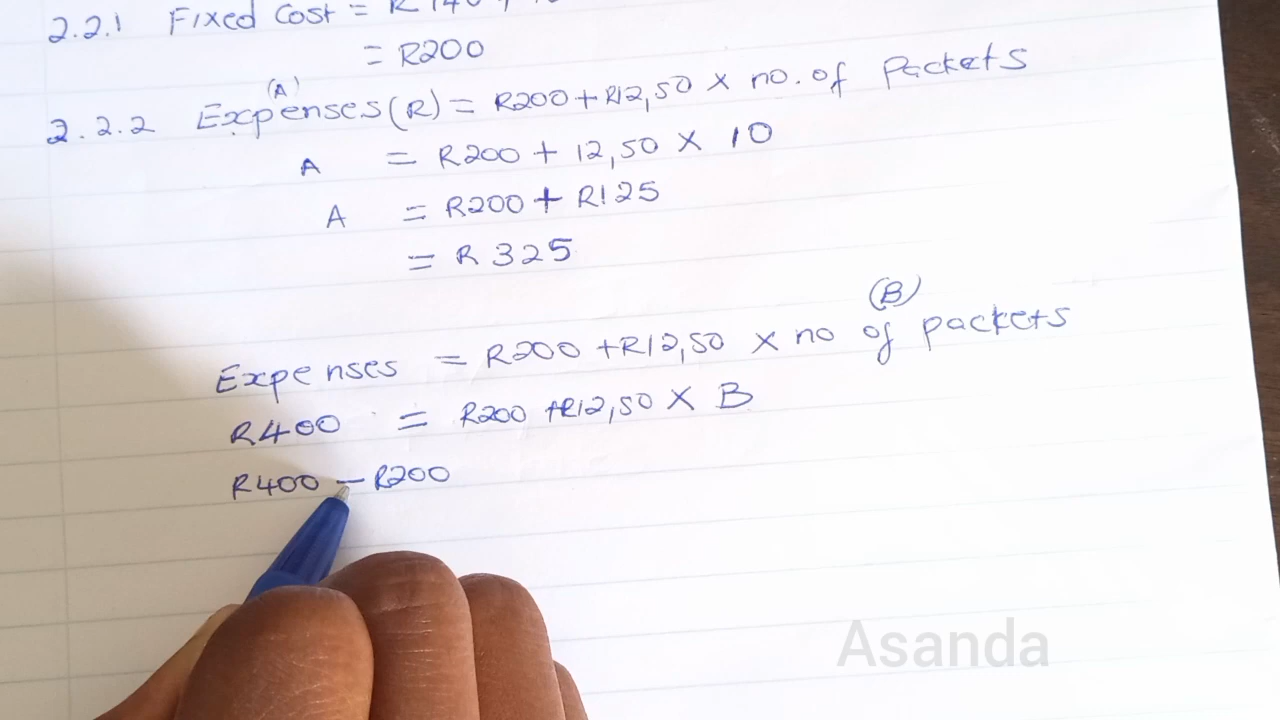 2.2.1 Fixed Cost = R140
= R200
(A)
2.2.2 Expenses (R) = R200 + R12,50 × no. of Packets
A = R200 + 12,50 × 10
A = R200 + R125
= R 325
(B)
Expenses = R200 + R12,50 × no of packets
R400 = R200 + R12,50 × B
R400 - R200
Asanda